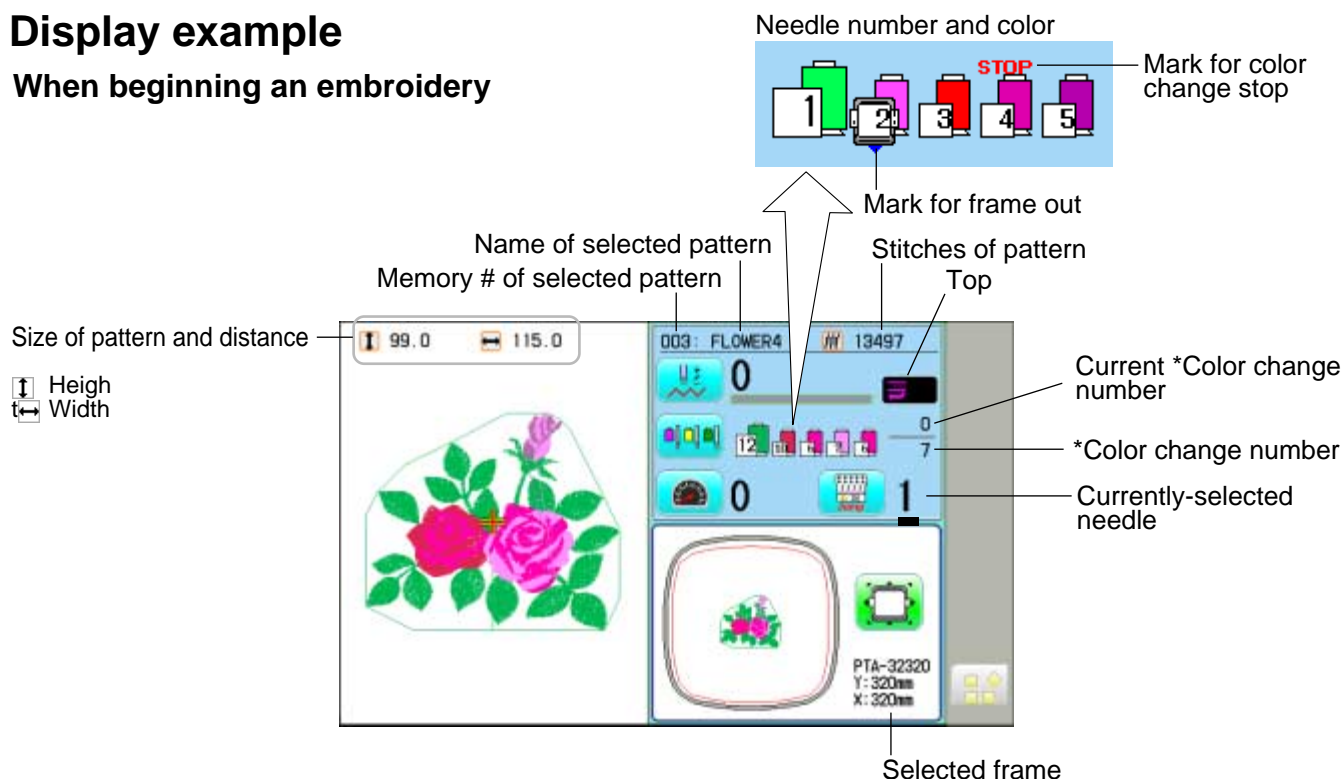 Display example
When beginning an embroidery
Needle number and color
STOP
1 2 3 4 5
Mark for color
change stop
Mark for frame out
Name of selected pattern
Stitches of pattern
Memory # of selected pattern
Top
Size of pattern and distance
99.0 115.0
003: FLOWER4 13497
Heigh
t Width
0
Current *Color change
number
0
12
7
*Color change number
0
1
Currently-selected
needle
PTA-32320
Y:320mm
X:320mm
Selected frame